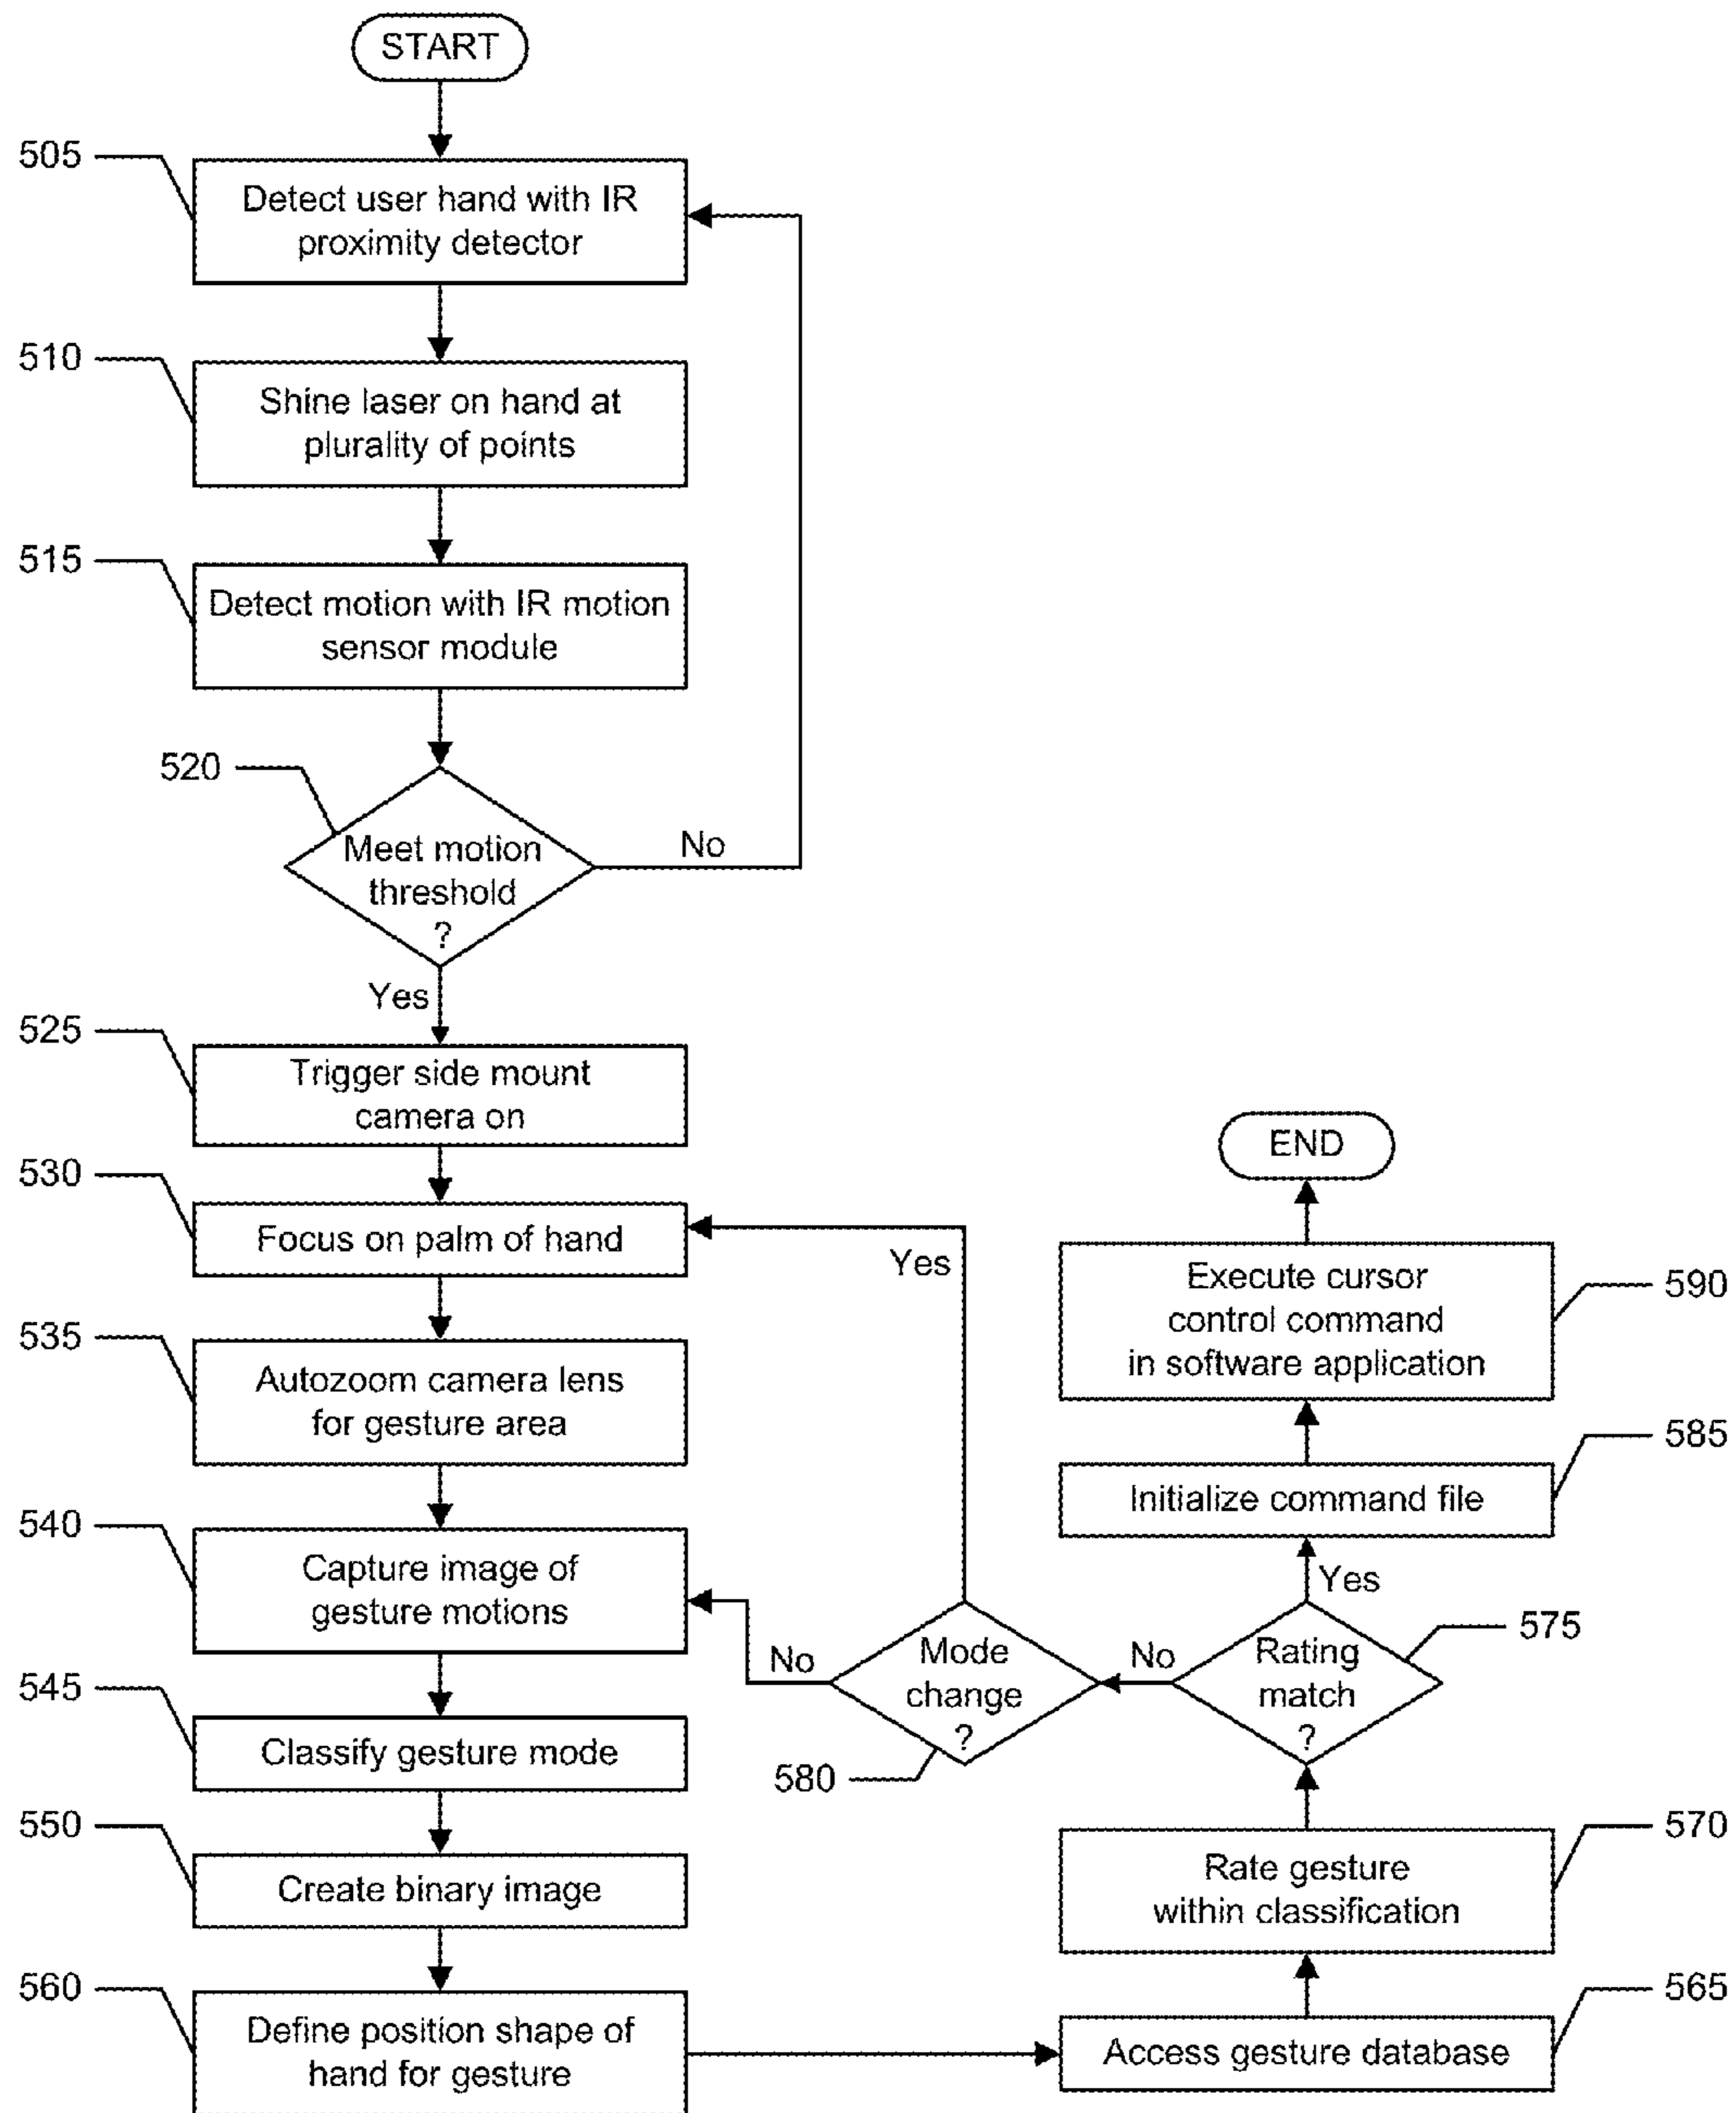 START
505
Detect user hand with IR
proximity detector
510
Shine laser on hand at
plurality of points
515
Detect motion with IR motion
sensor module
520
Meet motion
threshold
?
No
Yes
525
Trigger side mount
camera on
530
Focus on palm of hand
535
Autozoom camera lens
for gesture area
540
Capture image of
gesture motions
545
Classify gesture mode
550
Create binary image
560
Define position shape of
hand for gesture
565
Access gesture database
570
Rate gesture
within classification
575
Rating
match
?
No
Yes
580
Mode
change
?
No
Yes
585
Initialize command file
590
Execute cursor
control command
in software application
END